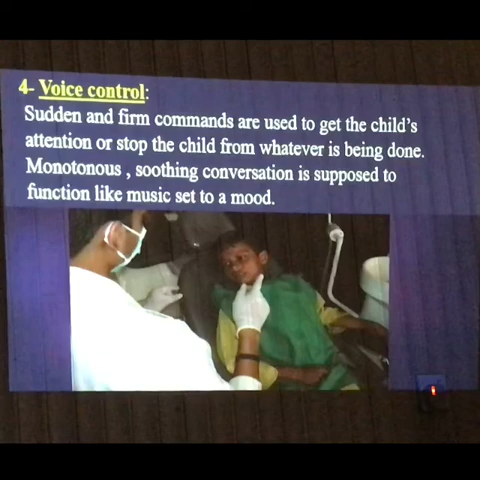 4- Voice control:
Sudden and firm commands are used to get the child's
attention or stop the child from whatever is being done.
Monotonous , soothing conversation is supposed to
function like music set to a mood.